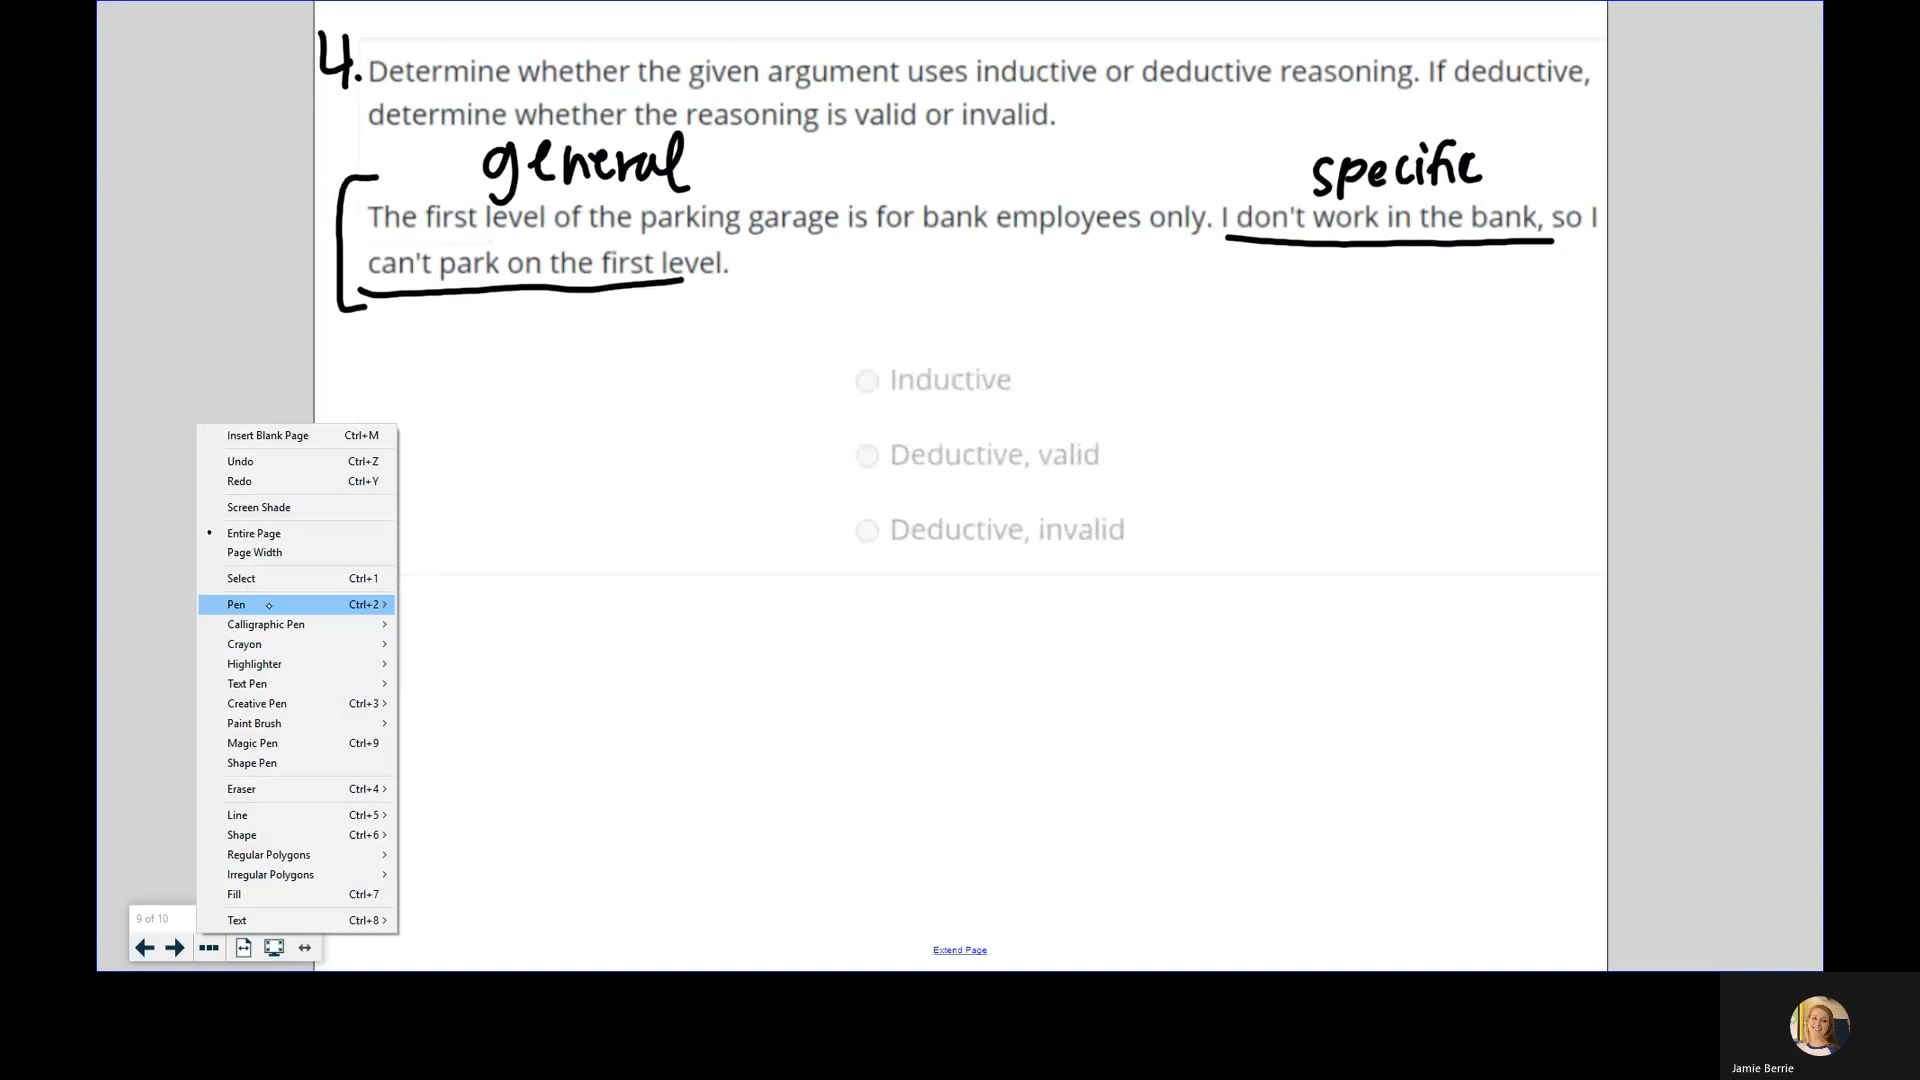 4. Determine whether the given argument uses inductive or deductive reasoning. If deductive,
determine whether the reasoning is valid or invalid.
general
specific
The first level of the parking garage is for bank employees only. I don't work in the bank, so I
can't park on the first level.
Inductive
Deductive, valid
Deductive, invalid
Insert Blank Page Ctrl+M
Undo Ctrl+Z
Redo Ctrl+Y
Screen Shade
Entire Page
Page Width
Select Ctrl+1
Pen Ctrl+2
Calligraphic Pen
Crayon
Highlighter
Text Pen
Creative Pen Ctrl+3
Paint Brush
Magic Pen Ctrl+9
Shape Pen
Eraser Ctrl+4
Line Ctrl+5
Shape Ctrl+6
Regular Polygons
Irregular Polygons
Fill Ctrl+7
Text Ctrl+8
9 of 10
Extend Page
Jamie Berrie